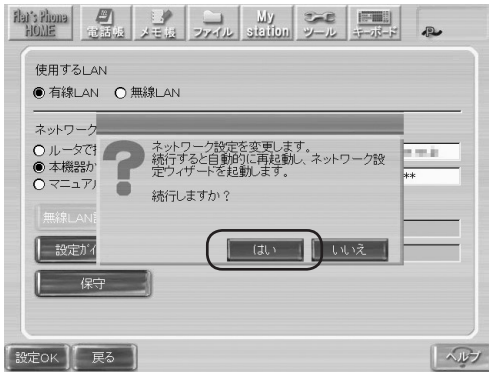 Flet's Phone
HOME
電話帳
メモ帳
ファイル
My
station
ツール
キーボード
使用するLAN
有線LAN
無線LAN
ネットワーク
ルータで
本機器が
マニュア
**
無線LAN
設定ガイ
保守
ネットワーク設定を変更します。
続行すると自動的に再起動し、ネットワーク設
定ウィザードを起動します。
続行しますか？
はい
いいえ
設定OK
戻る
ヘルプ